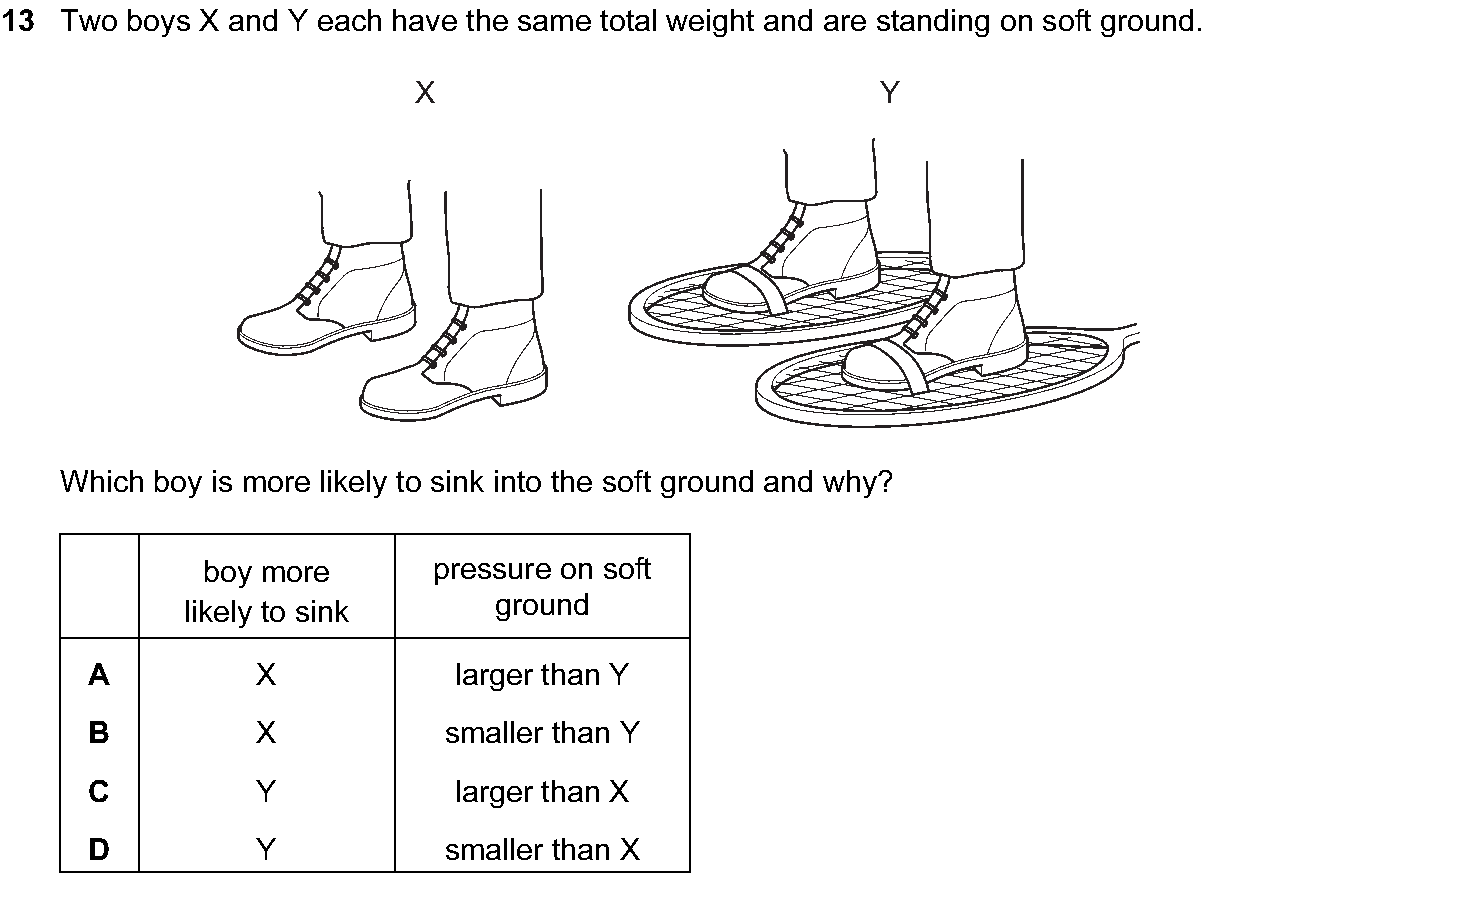 13 Two boys X and Y each have the same total weight and are standing on soft ground.
X Y
Which boy is more likely to sink into the soft ground and why?
boy more
likely to sink
pressure on soft
ground
A X larger than Y
B X smaller than Y
C Y larger than X
D Y smaller than X